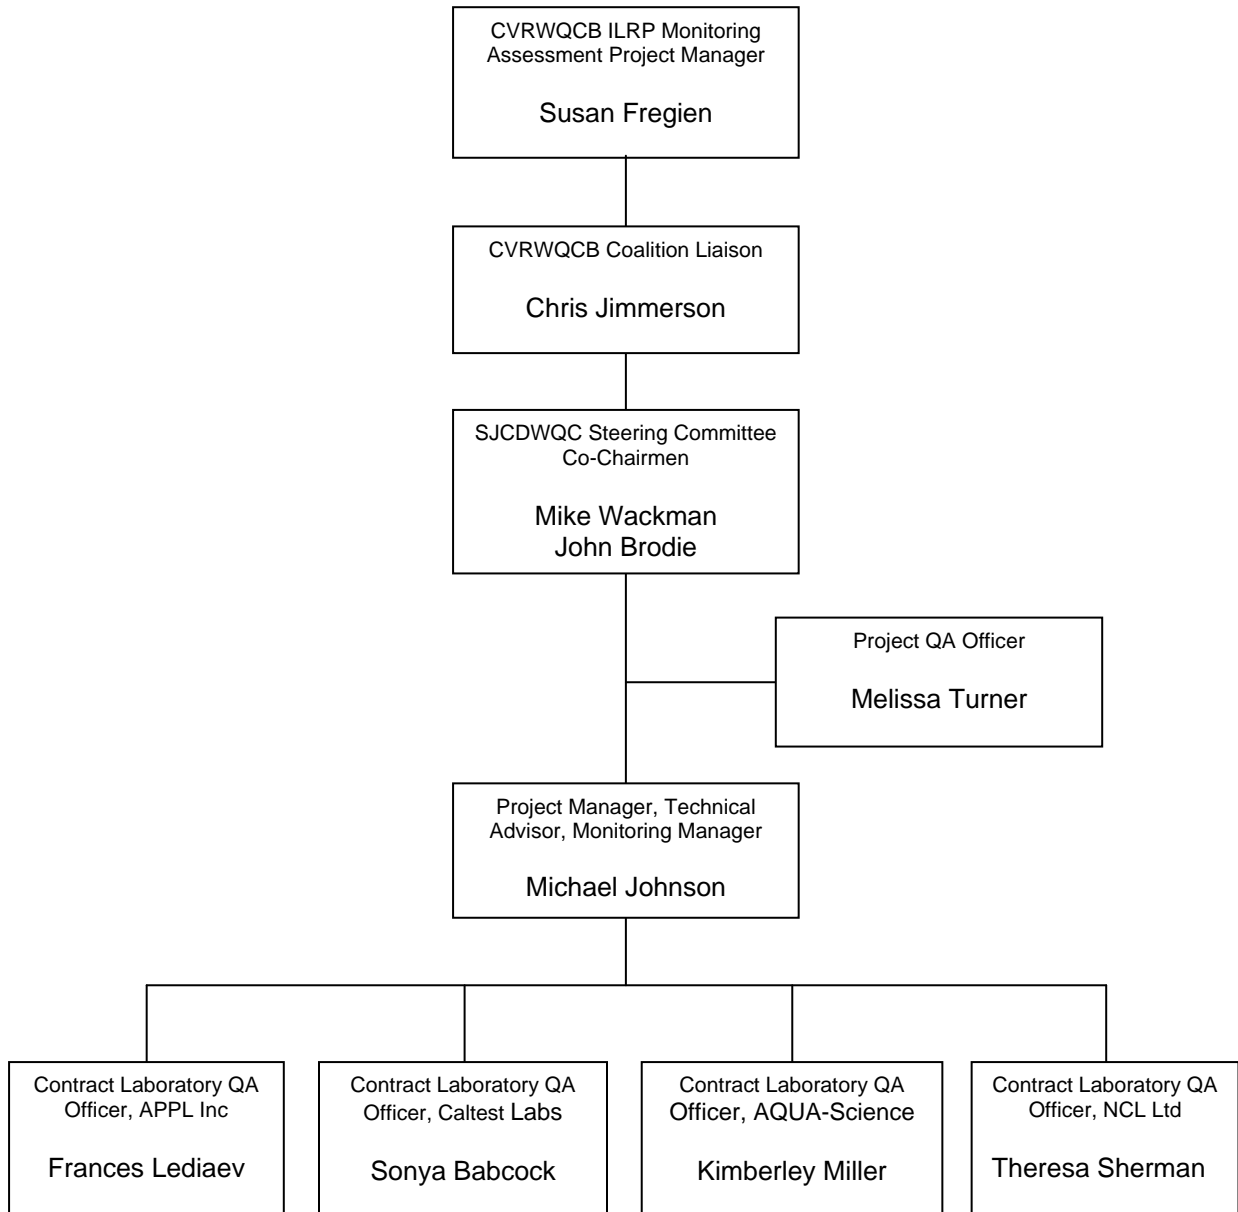 CVRWQCB ILRP Monitoring
Assessment Project Manager
Susan Fregien
CVRWQCB Coalition Liaison
Chris Jimmerson
SJCDWQC Steering Committee
Co-Chairmen
Mike Wackman
John Brodie
Project QA Officer
Melissa Turner
Project Manager, Technical
Advisor, Monitoring Manager
Michael Johnson
Contract Laboratory QA
Officer, APPL Inc
Frances Lediaev
Contract Laboratory QA
Officer, Caltest Labs
Sonya Babcock
Contract Laboratory QA
Officer, AQUA-Science
Kimberley Miller
Contract Laboratory QA
Officer, NCL Ltd
Theresa Sherman